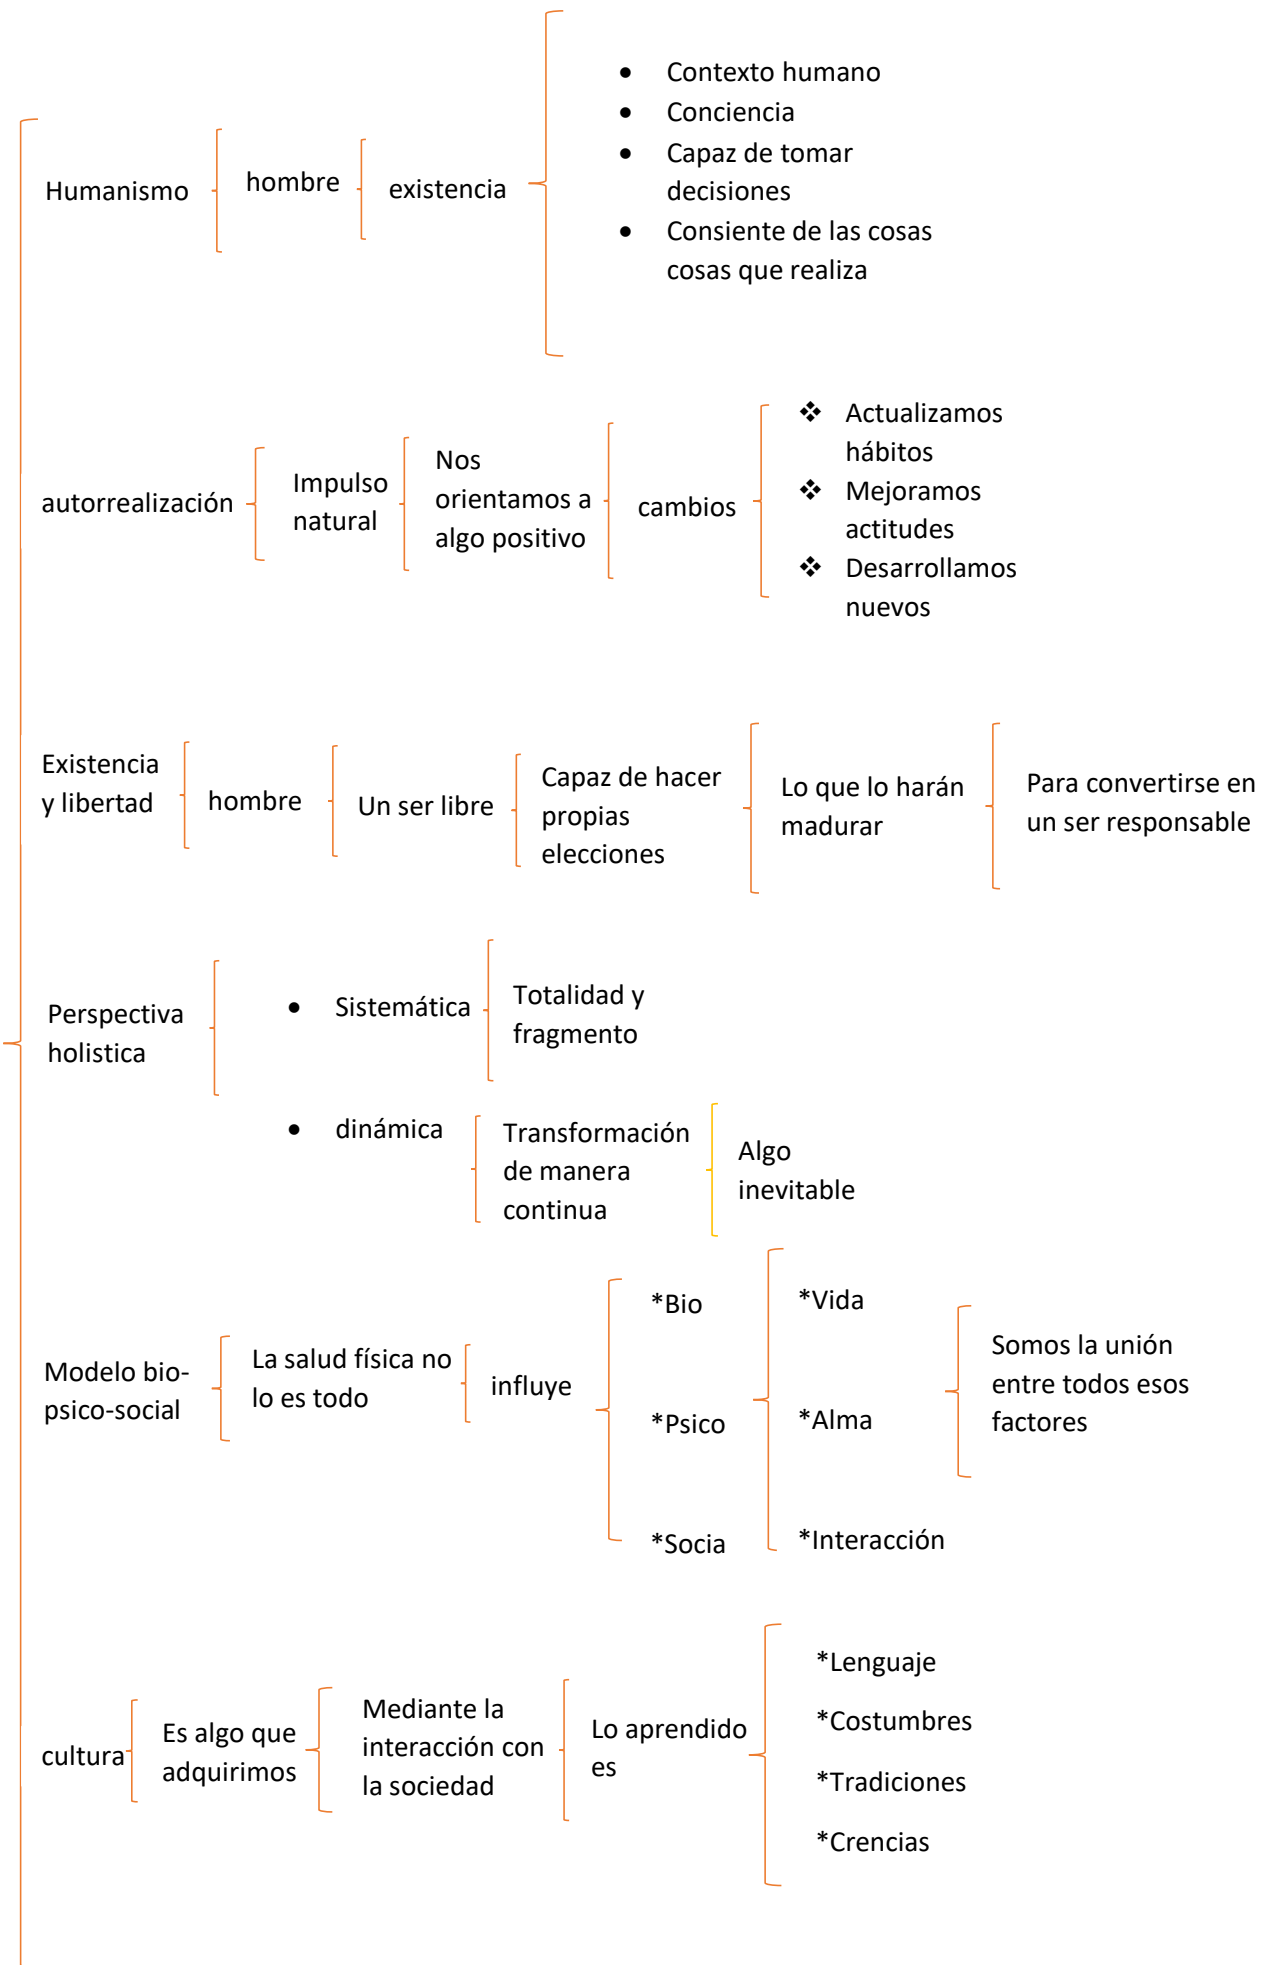 Humanismo
hombre
existencia
• Contexto humano
• Conciencia
• Capaz de tomar
decisiones
• Consiente de las cosas
cosas que realiza
autorrealización
Impulso
natural
Nos
orientamos a
algo positivo
cambios
❖ Actualizamos
hábitos
❖ Mejoramos
actitudes
❖ Desarrollamos
nuevos
Existencia
y libertad
hombre
Un ser libre
Capaz de hacer
propias
elecciones
Lo que lo harán
madurar
Para convertirse en
un ser responsable
Perspectiva
holistica
• Sistemática
Totalidad y
fragmento
• dinámica
Transformación
de manera
continua
Algo
inevitable
Modelo bio-
psico-social
La salud física no
lo es todo
influye
*Bio
*Psico
*Socia
*Vida
*Alma
*Interacción
Somos la unión
entre todos esos
factores
cultura
Es algo que
adquirimos
Mediante la
interacción con
la sociedad
Lo aprendido
es
*Lenguaje
*Costumbres
*Tradiciones
*Crencias